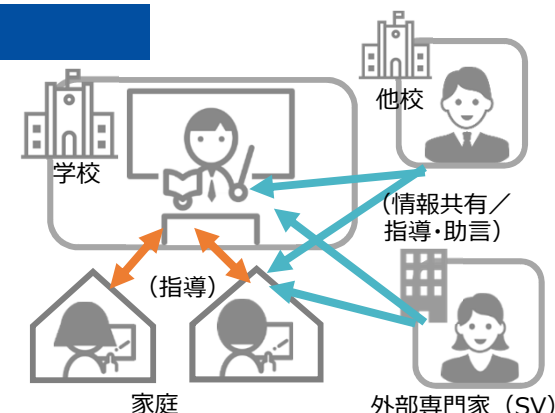 他校
学校
（情報共有／
指導・助言）
（指導）
家庭
外部専門家（SV）